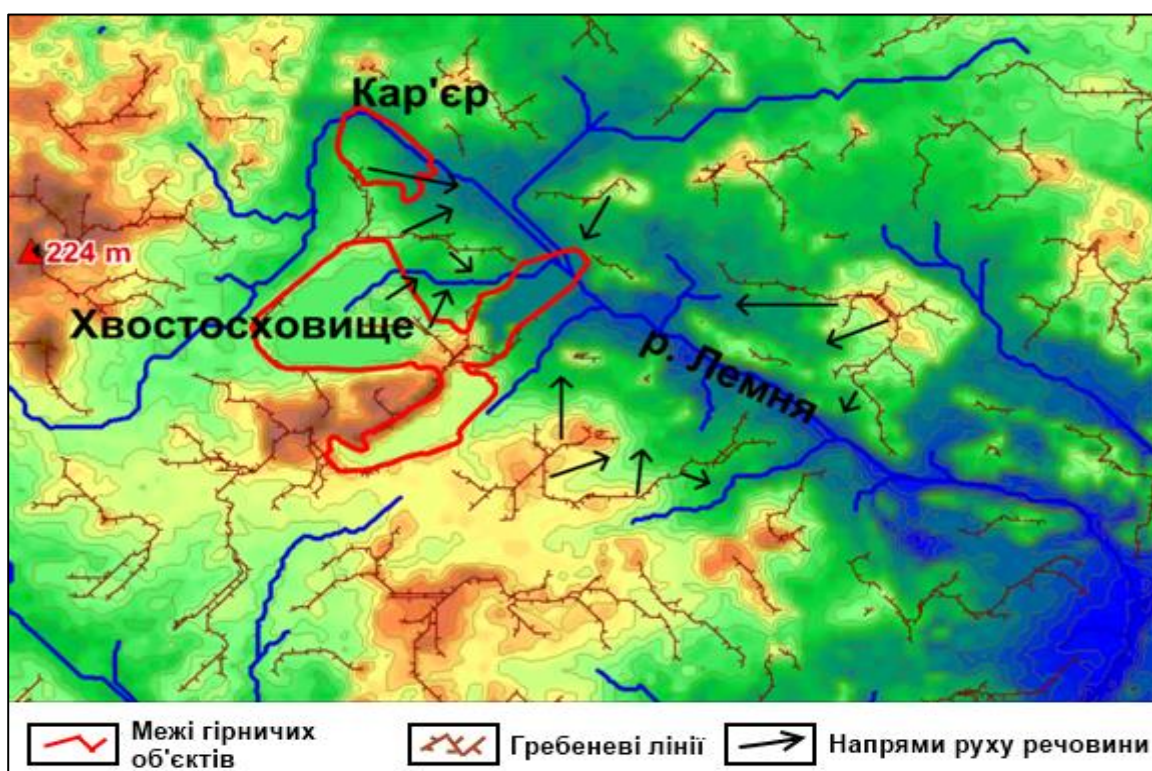 Кар'єр
224 m
Хвостосховище
р. Лемня
Межі гірничих
об'єктів
Гребеневі лінії
Напрями руху речовини